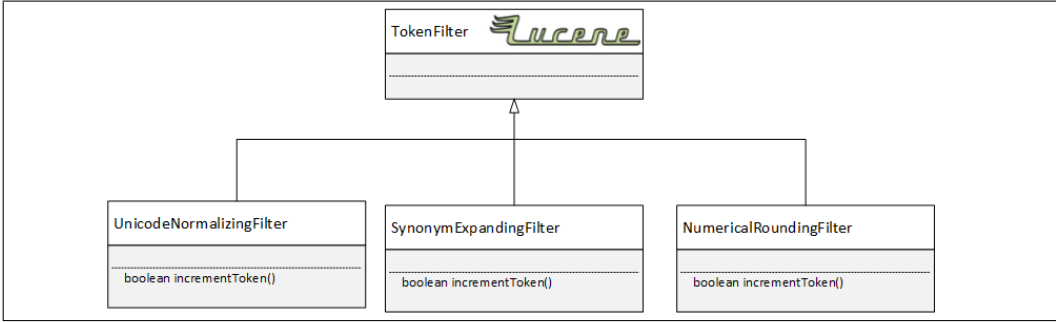 TokenFilter Lucene
UnicodeNormalizingFilter
boolean incrementToken()
SynonymExpandingFilter
boolean incrementToken()
NumericalRoundingFilter
boolean incrementToken()